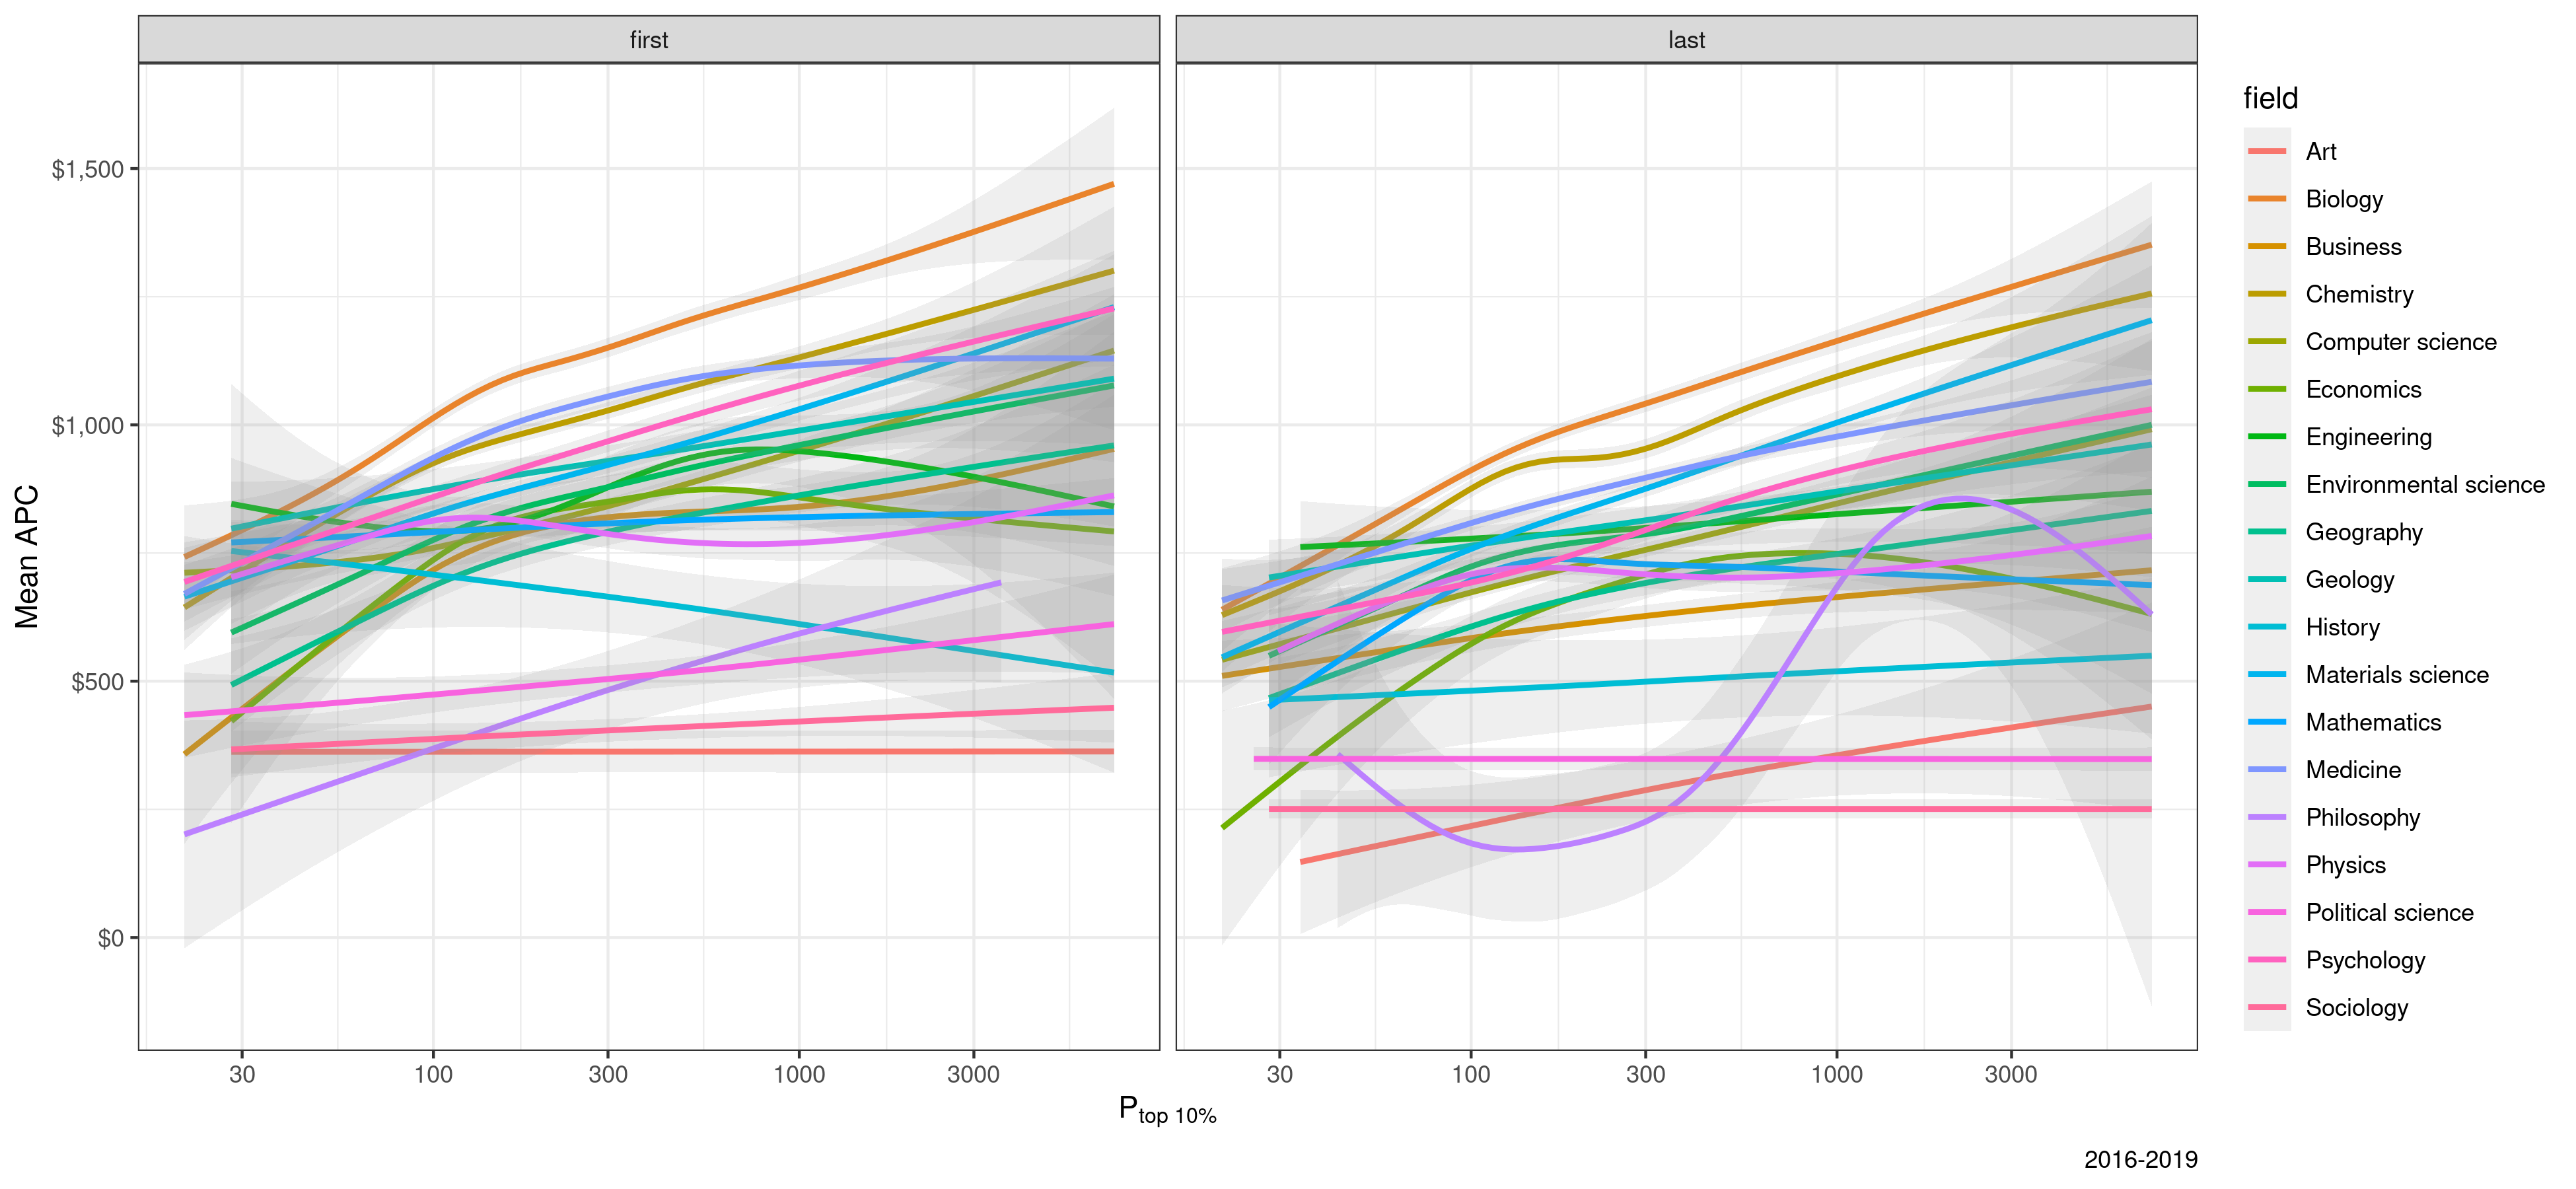 first
last
$1,500
$1,000
$500
$0
Mean APC
30 100 300 1000 3000
30 100 300 1000 3000
Ptop 10%
field
Art
Biology
Business
Chemistry
Computer science
Economics
Engineering
Environmental science
Geography
Geology
History
Materials science
Mathematics
Medicine
Philosophy
Physics
Political science
Psychology
Sociology
2016-2019